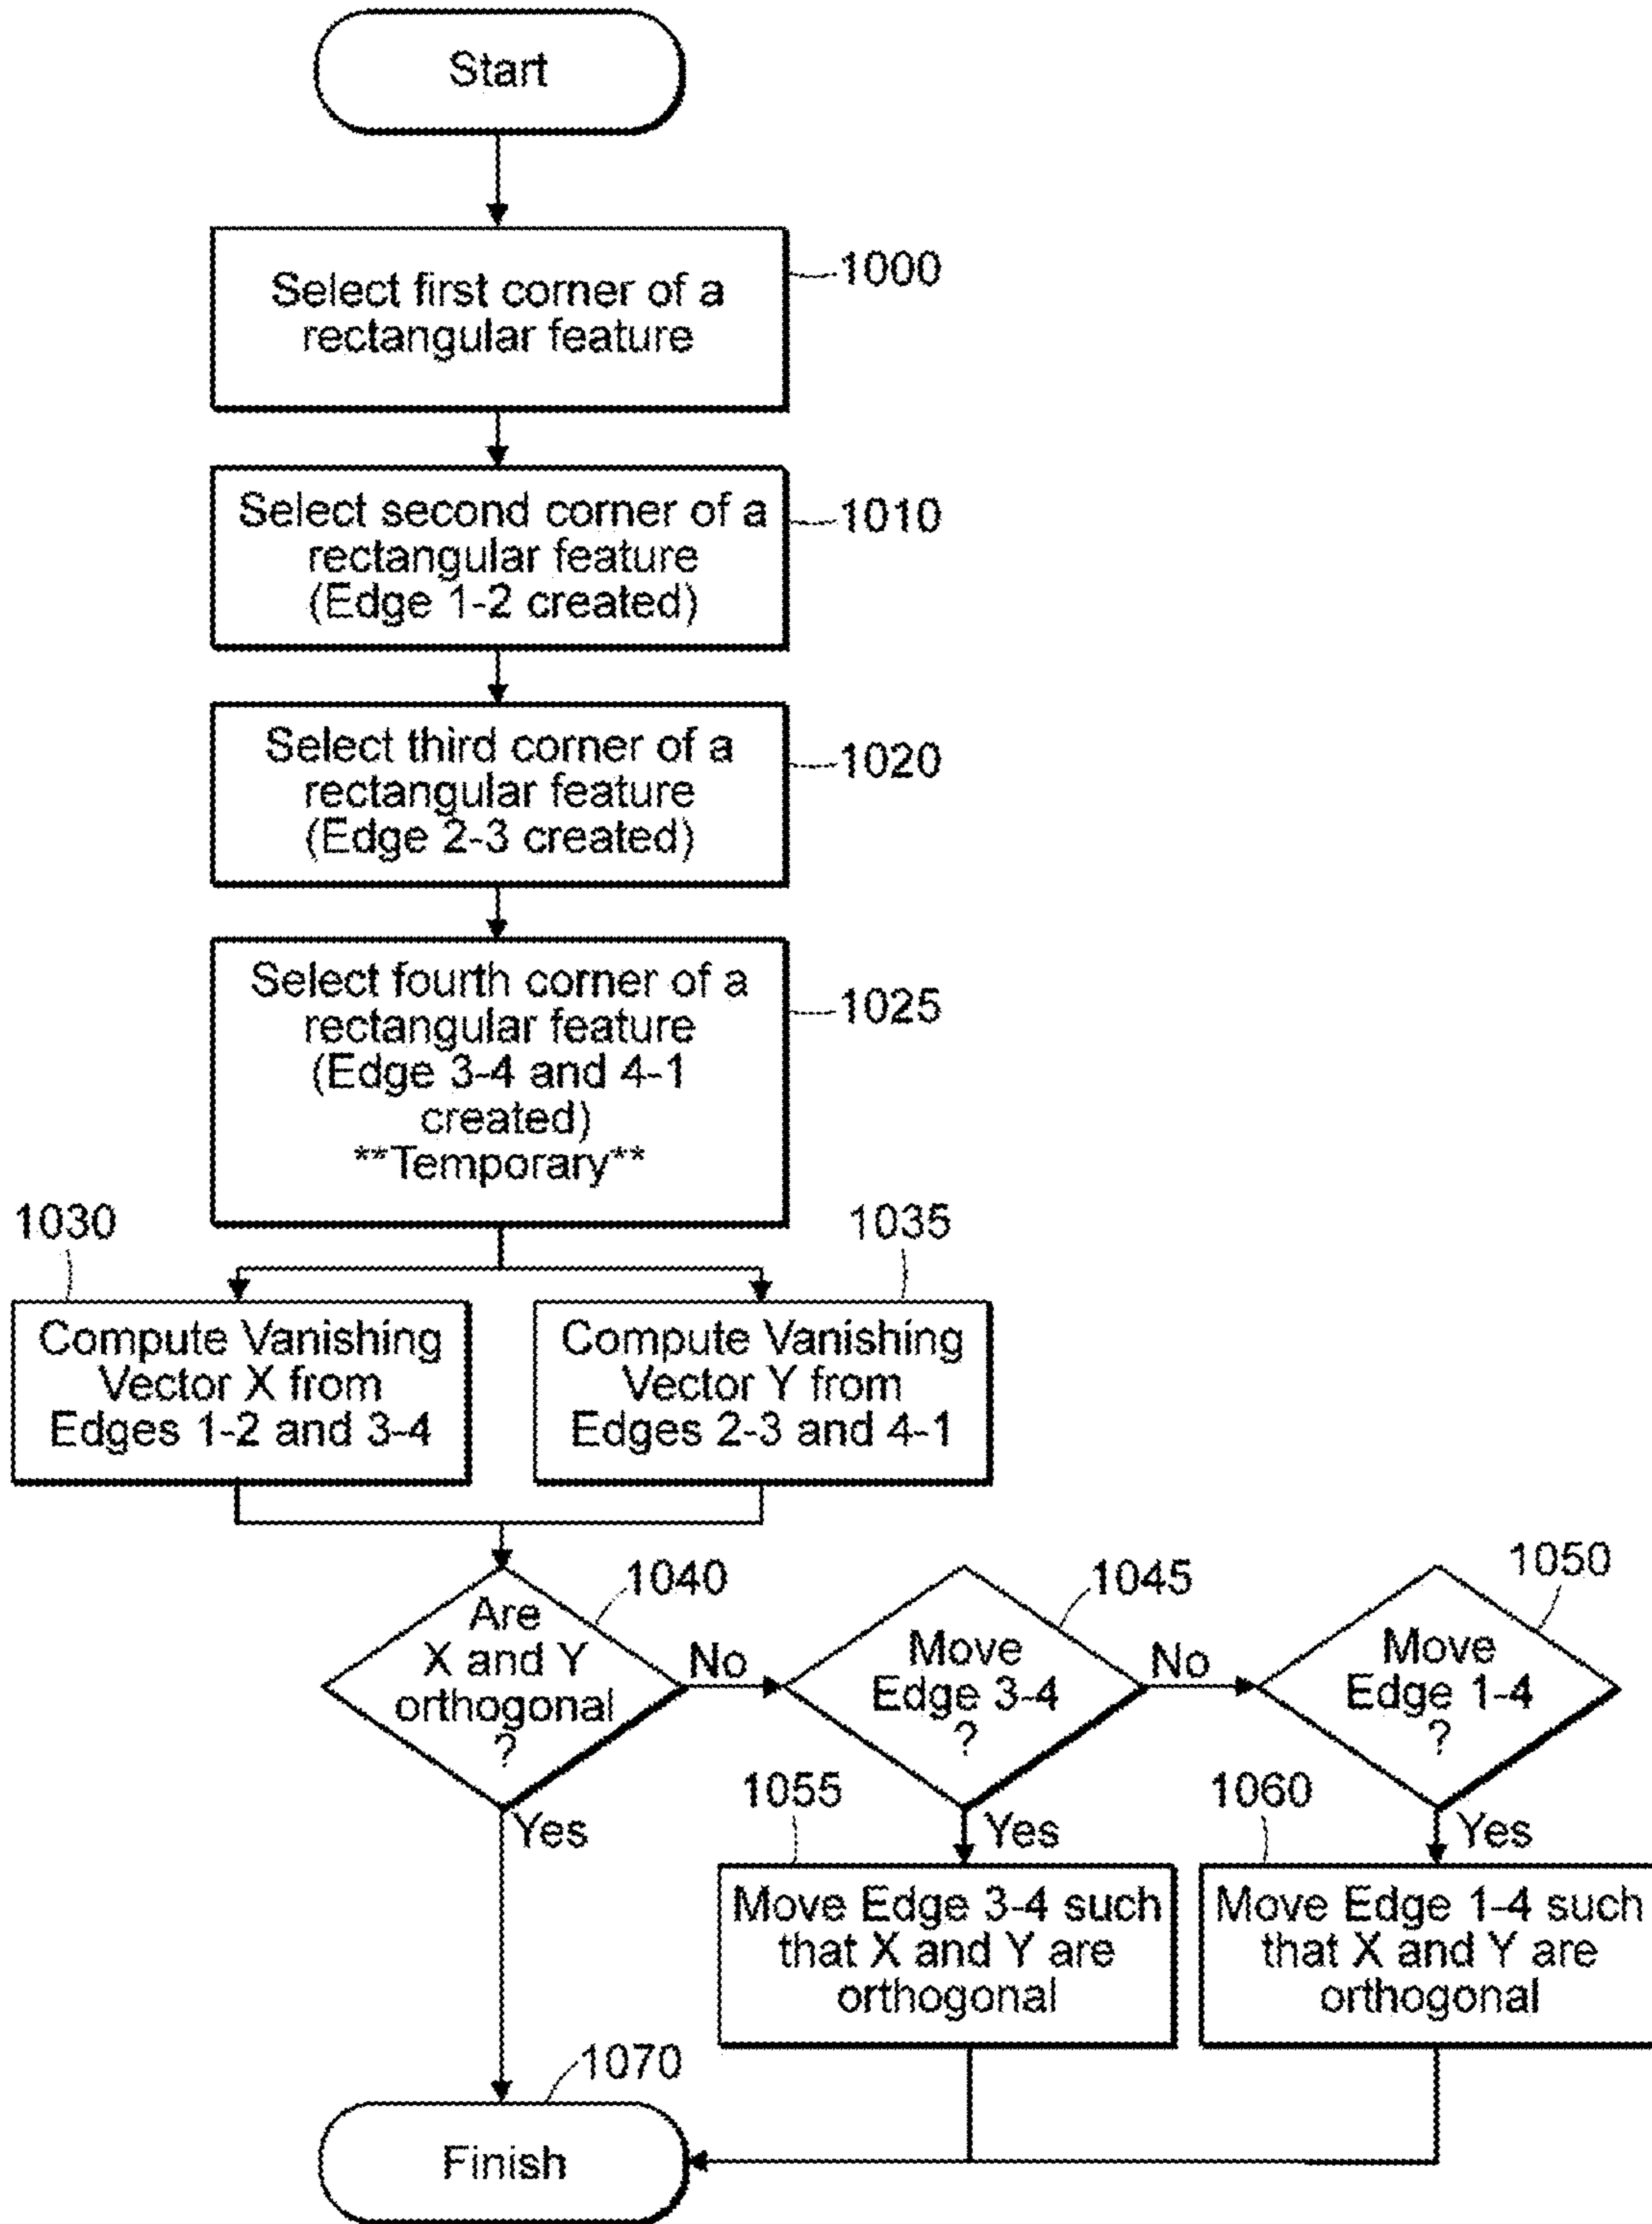 Start
1000
Select first corner of a
rectangular feature
Select second corner of a
rectangular feature
(Edge 1-2 created)
1010
Select third corner of a
rectangular feature
(Edge 2-3 created)
1020
Select fourth corner of a
rectangular feature
(Edge 3-4 and 4-1
created)
**Temporary**
1025
1030
1035
Compute Vanishing
Vector X from
Edges 1-2 and 3-4
Compute Vanishing
Vector Y from
Edges 2-3 and 4-1
1040
Are
X and Y
orthogonal
?
No
Yes
1045
Move
Edge 3-4
?
No
Yes
1050
Move
Edge 1-4
?
Yes
1055
Move Edge 3-4 such
that X and Y are
orthogonal
1060
Move Edge 1-4 such
that X and Y are
orthogonal
1070
Finish